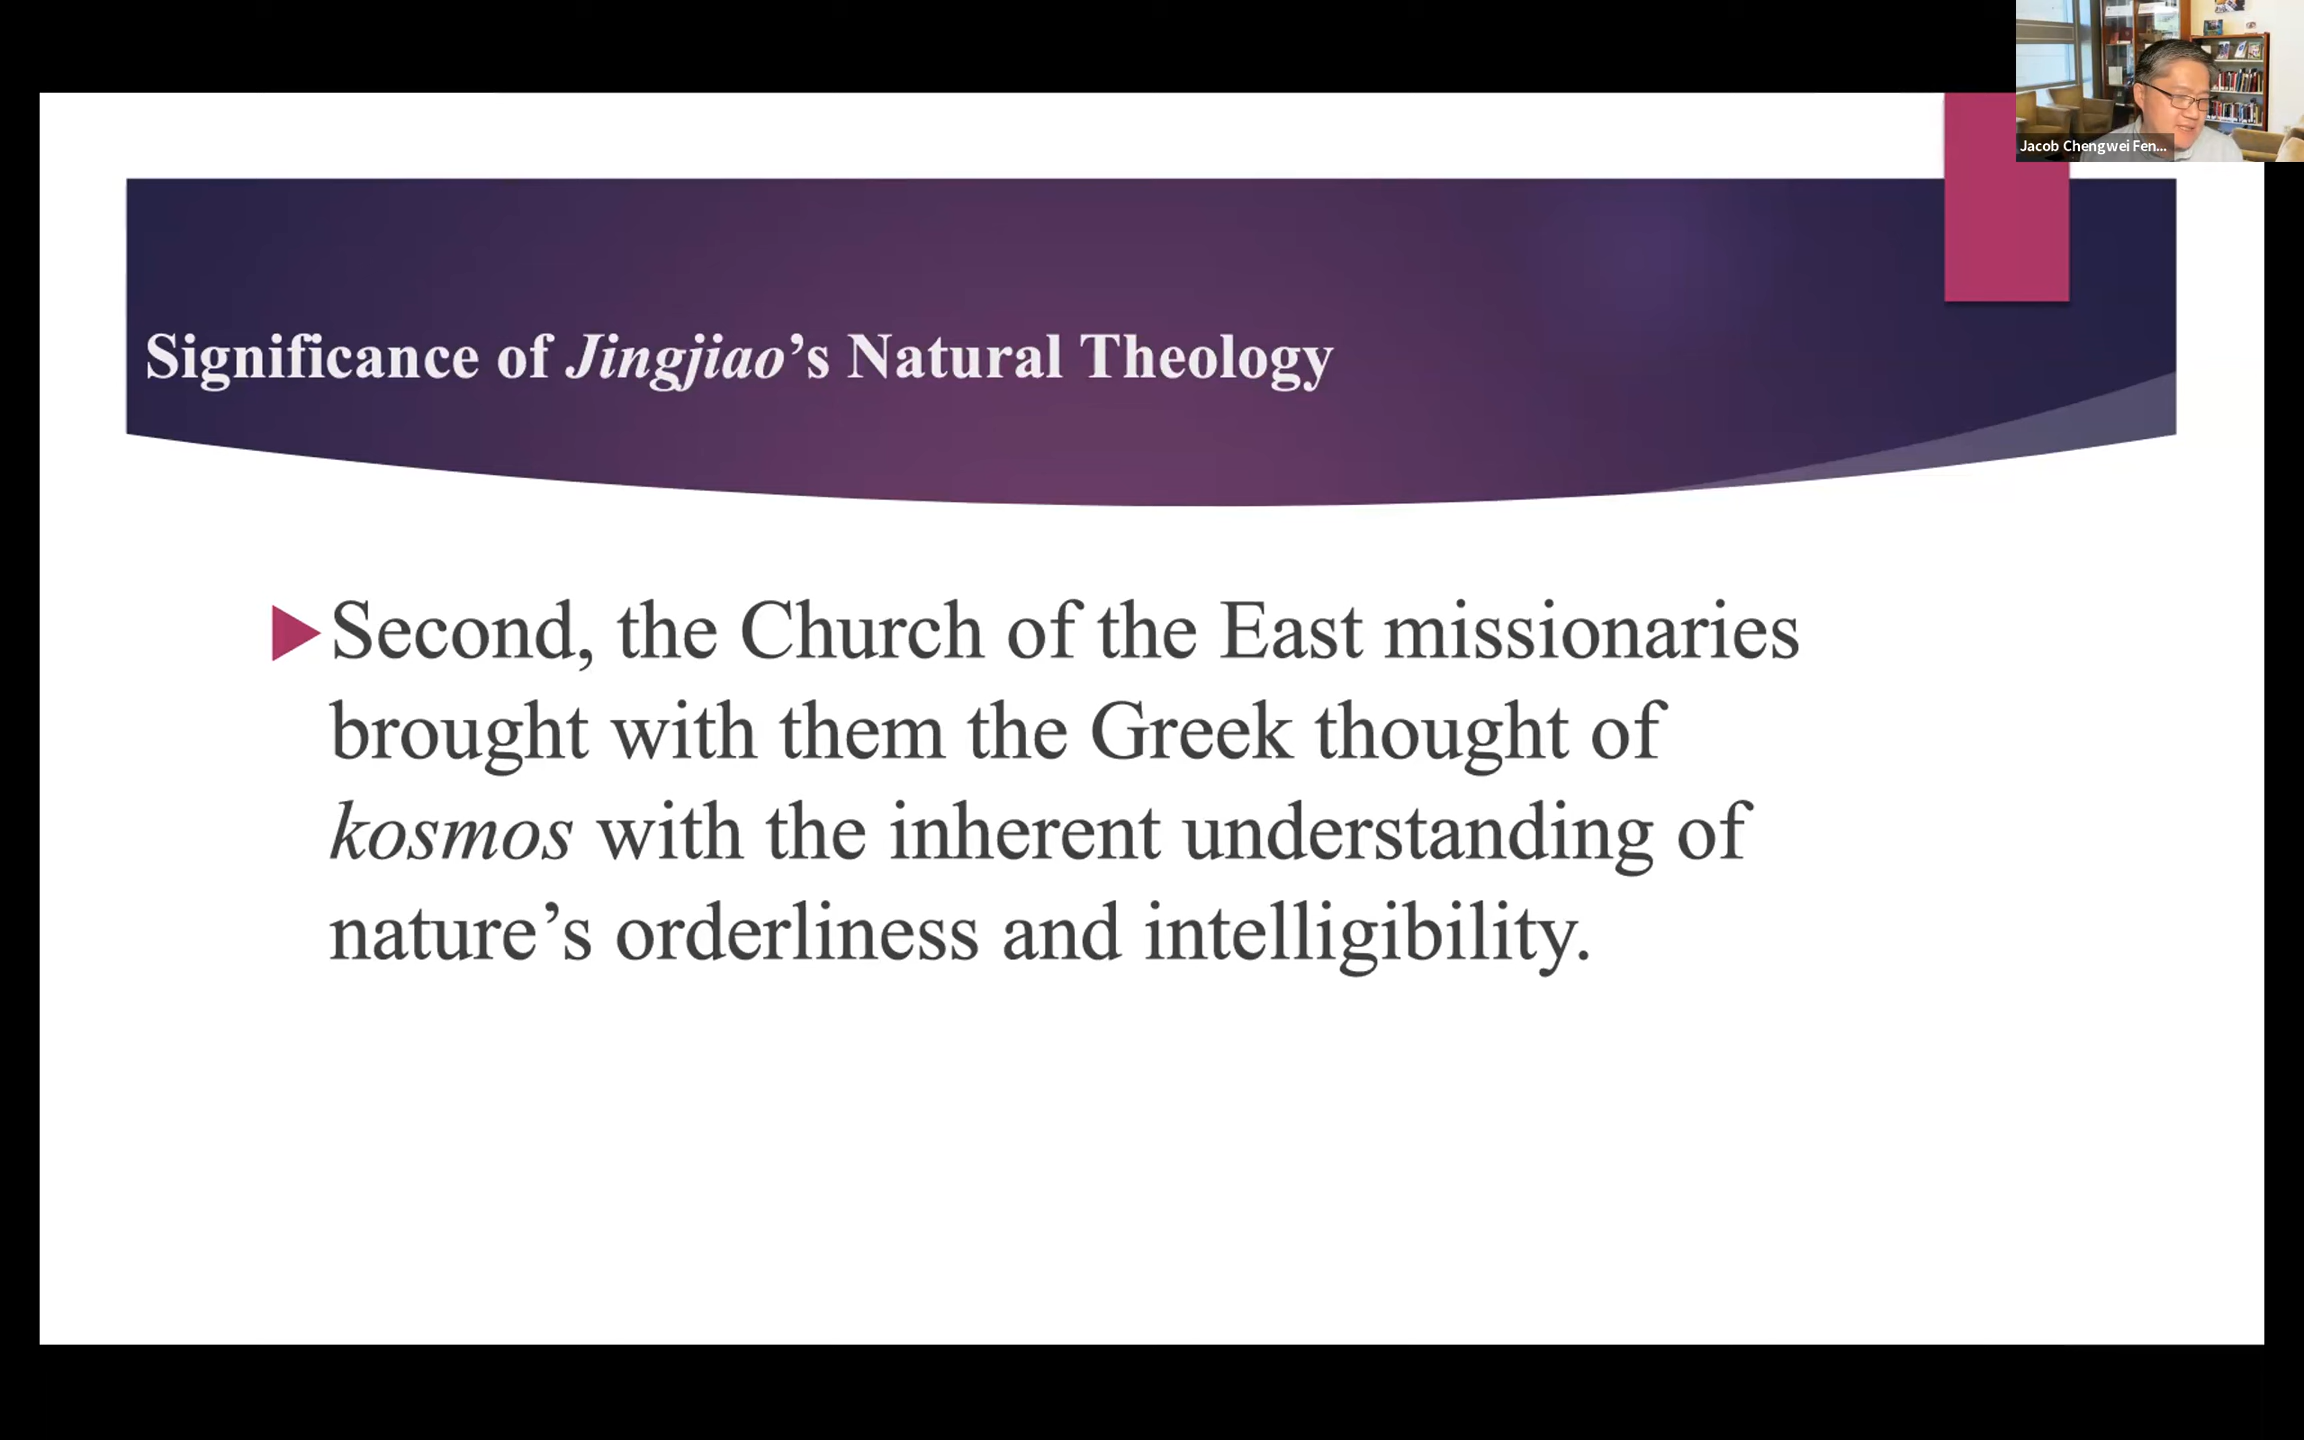 Jacob Chengwei Fen...
Significance of Jingjiao’s Natural Theology
Second, the Church of the East missionaries
brought with them the Greek thought of
kosmos with the inherent understanding of
nature’s orderliness and intelligibility.